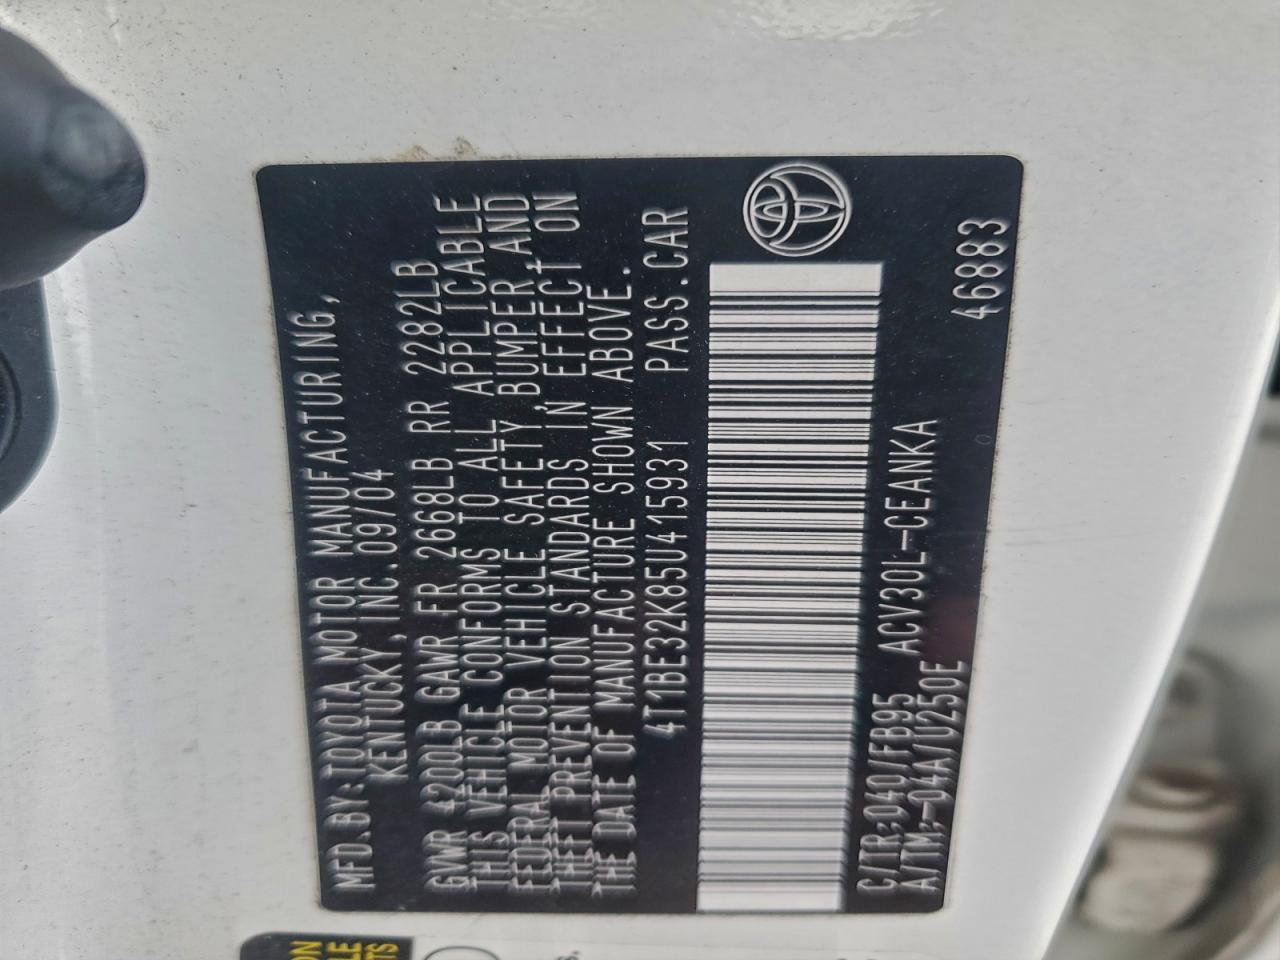 MFD.BY:TOYOTA MOTOR MANUFACTURING,
KENTUCKY, INC.09/04
GVWR 4200LB GAWR FR 2668LB RR 2282LB
THIS VEHICLE CONFORMS TO ALL APPLICABLE
FEDERAL MOTOR VEHICLE SAFETY, BUMPER,AND
THEFT PREVENTION STANDARDS IN EFFECT ON
THE DATE OF MANUFACTURE SHOWN ABOVE.
4T1BE32K85U415931 PASS.CAR
C/TR:040/FB95 ACV30L-CEANKA
A/TM:-04A/U250E 46883